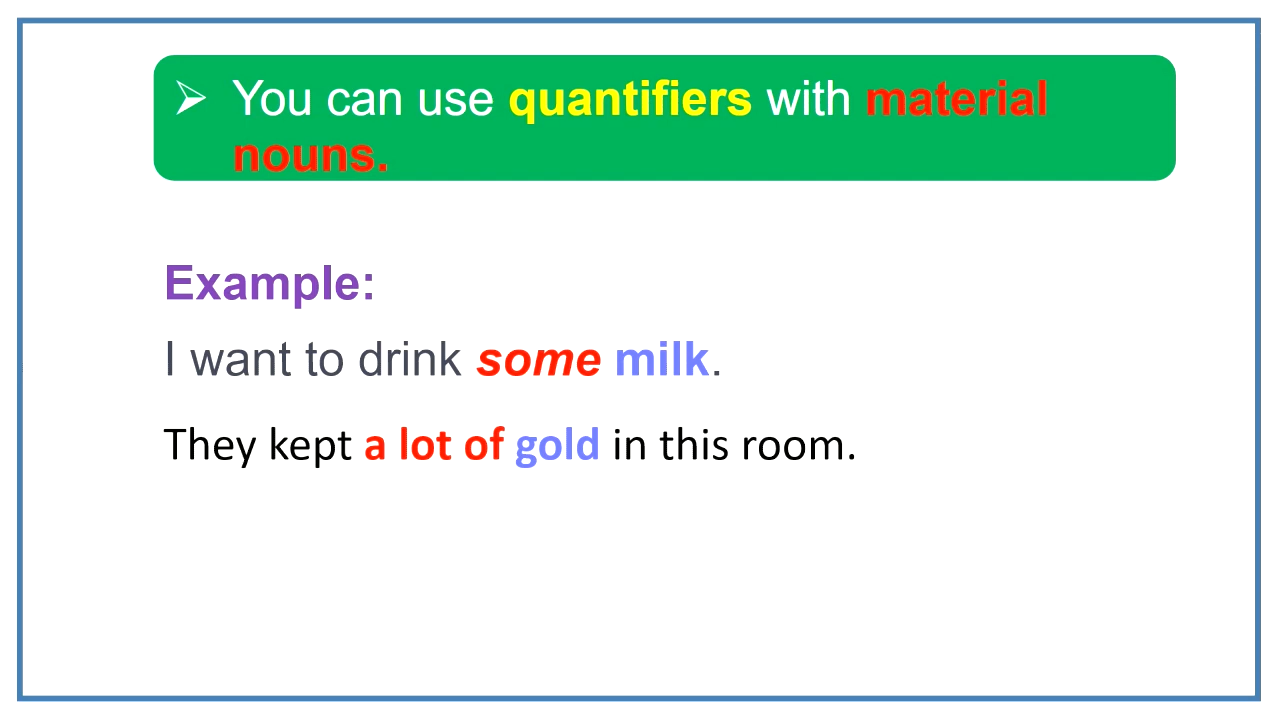 ➢ You can use quantifiers with material
nouns.
Example:
I want to drink some milk.
They kept a lot of gold in this room.